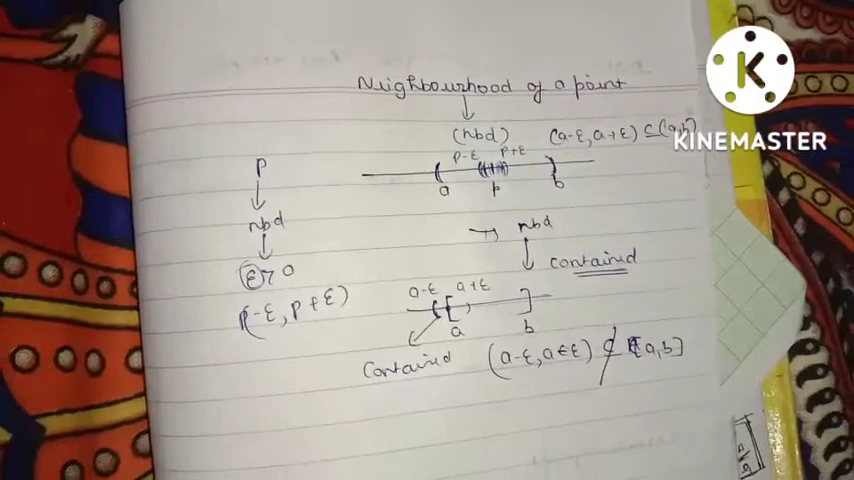 Neighbourhood of a point
(nbd)
(a-ε, a+ε) ⊆ (a,b)
p-ε p+ε
a p b
p
nbd
ε > 0
(p-ε, p+ε)
→ nbd
contained
a-ε a+ε
a b
Contained
(a-ε, a+ε) ⊄ [a,b]
K
KINEMASTER